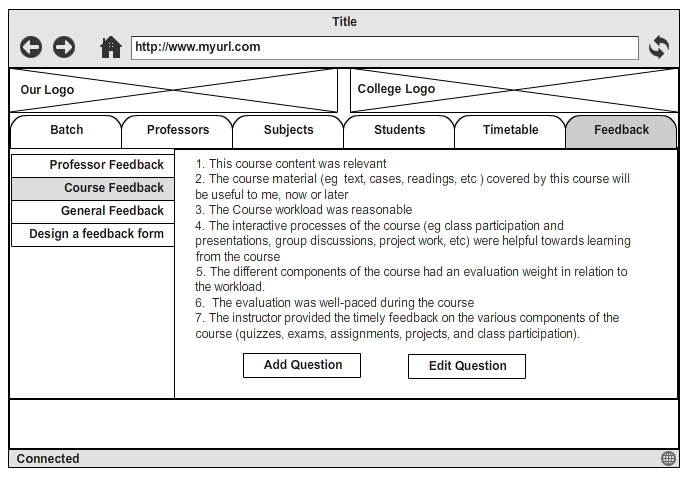 Title
http://www.myurl.com
Our Logo
College Logo
Batch
Professors
Subjects
Students
Timetable
Feedback
Professor Feedback
Course Feedback
General Feedback
Design a feedback form
1. This course content was relevant
2. The course material (eg text, cases, readings, etc ) covered by this course will
be useful to me, now or later
3. The Course workload was reasonable
4. The interactive processes of the course (eg class participation and
presentations, group discussions, project work, etc) were helpful towards learning
from the course
5. The different components of the course had an evaluation weight in relation to
the workload.
6. The evaluation was well-paced during the course
7. The instructor provided the timely feedback on the various components of the
course (quizzes, exams, assignments, projects, and class participation).
Add Question
Edit Question
Connected